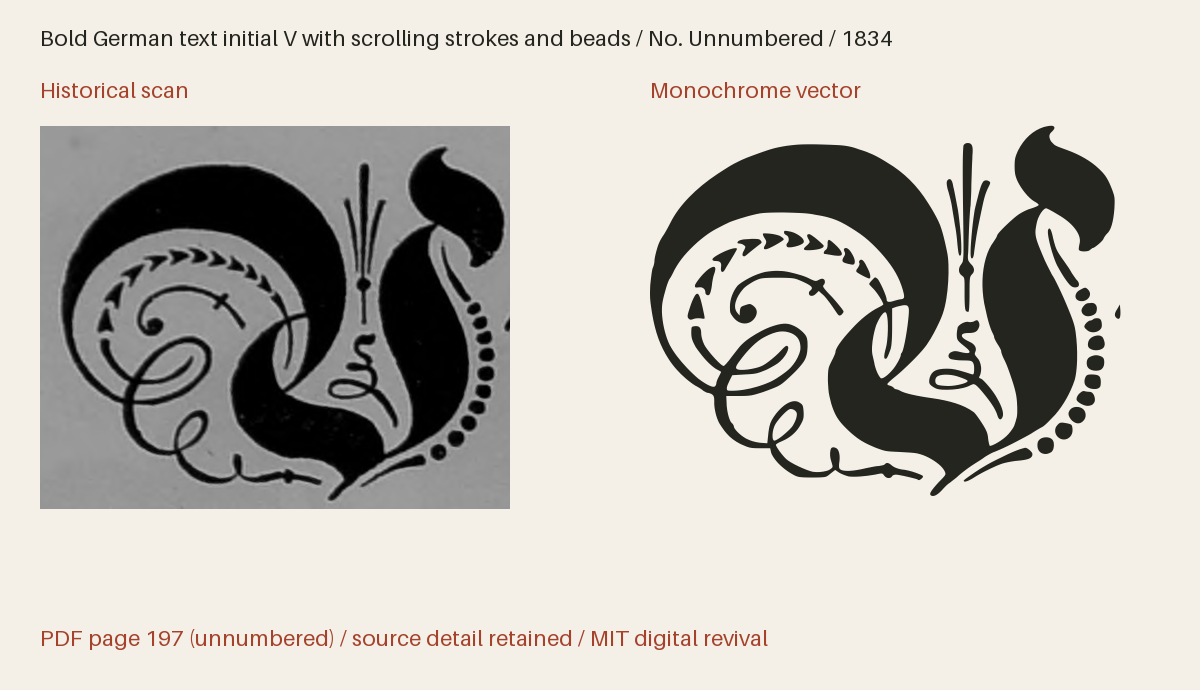 Bold German text initial V with scrolling strokes and beads / No. Unnumbered / 1834
Historical scan
Monochrome vector
PDF page 197 (unnumbered) / source detail retained / MIT digital revival